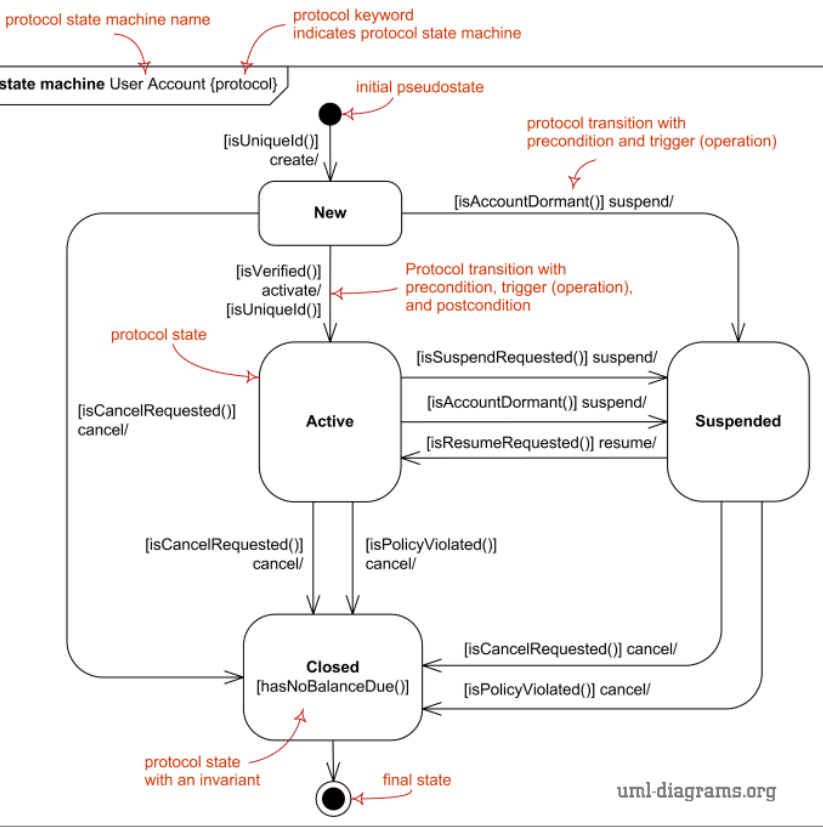 protocol state machine name
protocol keyword
indicates protocol state machine
state machine User Account {protocol}
initial pseudostate
[isUniqueId()]
create/
protocol transition with
precondition and trigger (operation)
New
[isAccountDormant()] suspend/
[isVerified()]
activate/
[isUniqueId()]
Protocol transition with
precondition, trigger (operation),
and postcondition
protocol state
[isSuspendRequested()] suspend/
[isCancelRequested()]
cancel/
Active
[isAccountDormant()] suspend/
[isResumeRequested()] resume/
Suspended
[isCancelRequested()]
cancel/
[isPolicyViolated()]
cancel/
Closed
[hasNoBalanceDue()]
[isCancelRequested()] cancel/
[isPolicyViolated()] cancel/
protocol state
with an invariant
final state
uml-diagrams.org